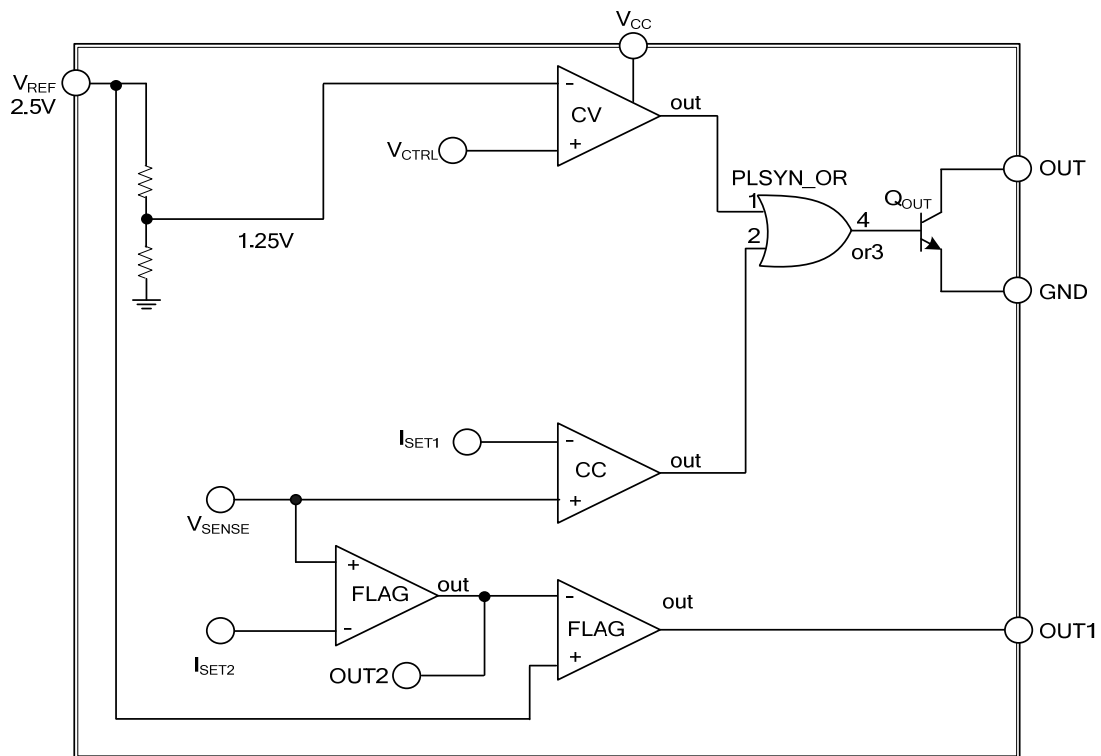 VCC
VREF
2.5V
-
CV
+
out
VCTRL
PLSYN_OR
1
2
4
or3
QOUT
OUT
GND
1.25V
ISET1
-
CC
+
out
VSENSE
+
FLAG
-
out
ISET2
OUT2
-
FLAG
+
out
OUT1